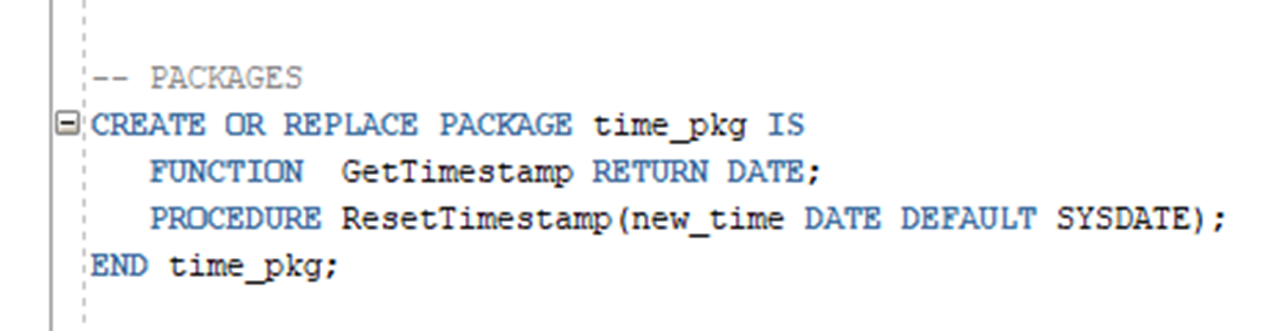 -- PACKAGES
CREATE OR REPLACE PACKAGE time_pkg IS
   FUNCTION  GetTimestamp RETURN DATE;
   PROCEDURE ResetTimestamp(new_time DATE DEFAULT SYSDATE);
END time_pkg;